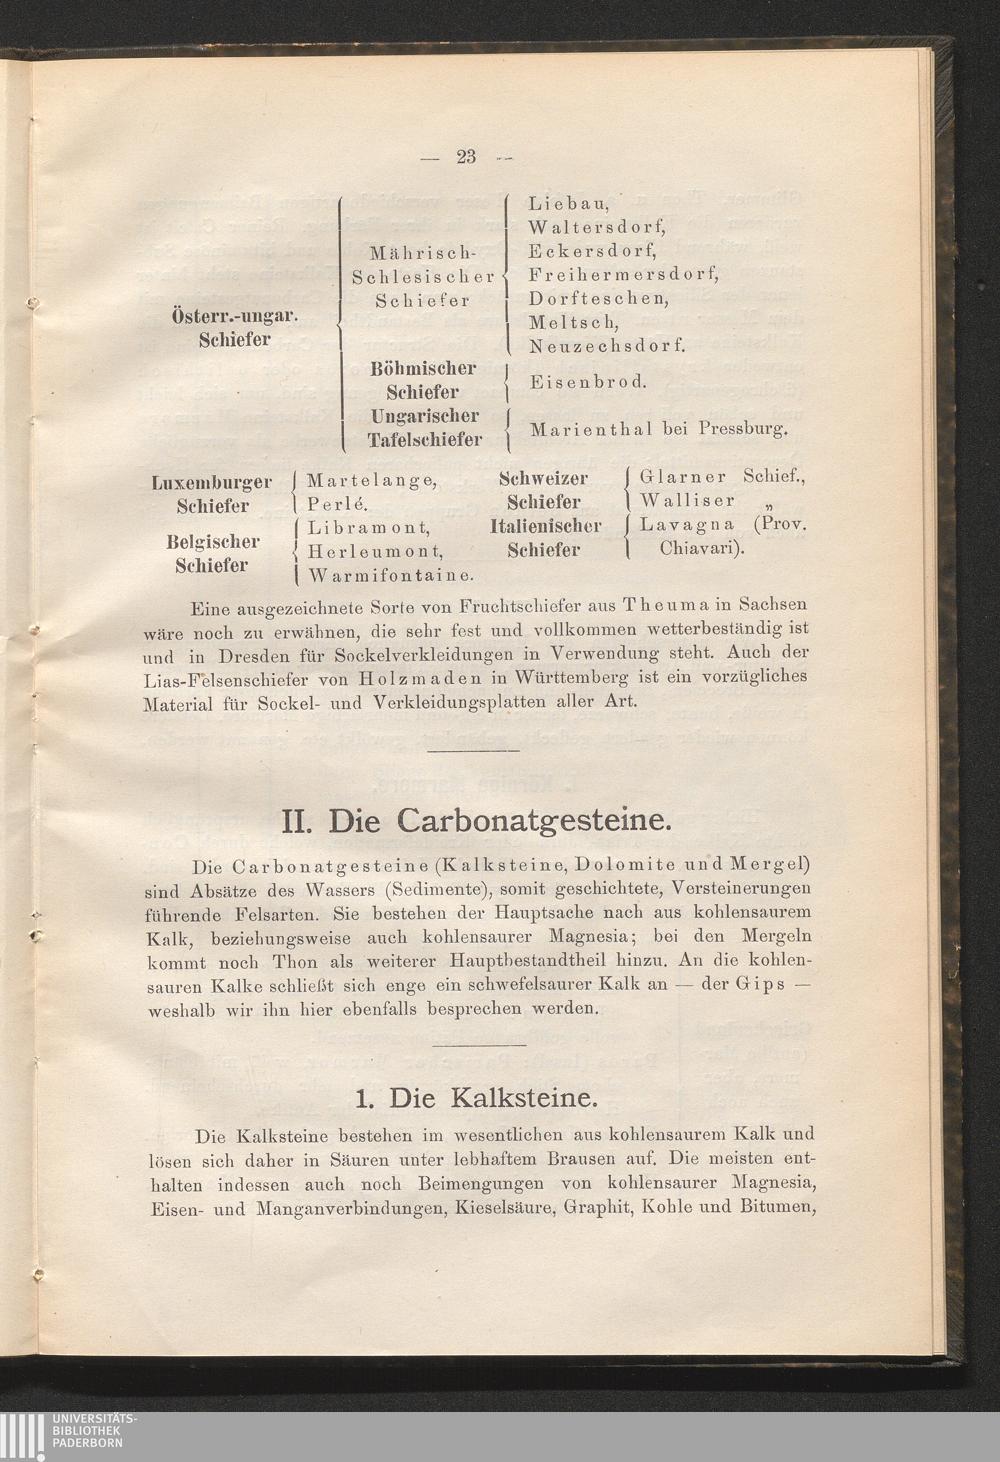 — 23 —
Österr.-ungar.
Schiefer
Mährisch-
Schlesischer
Schiefer
Liebau,
Waltersdorf,
Eckersdorf,
Freihermersdorf,
Dorfteschen,
Meltsch,
Neuzechsdorf.
Böhmischer
Schiefer
Eisenbrod.
Ungarischer
Tafelschiefer
Marienthal bei Pressburg.
Luxemburger
Schiefer
Martelange,
Perlé.
Belgischer
Schiefer
Libramont,
Herleumont,
Warmifontaine.
Schweizer
Schiefer
Glarner Schief.,
Walliser „
Italienischer
Schiefer
Lavagna (Prov.
Chiavari).
Eine ausgezeichnete Sorte von Fruchtschiefer aus Theuma in Sachsen
wäre noch zu erwähnen, die sehr fest und vollkommen wetterbeständig ist
und in Dresden für Sockelverkleidungen in Verwendung steht. Auch der
Lias-Felsenschiefer von Holzmaden in Württemberg ist ein vorzügliches
Material für Sockel- und Verkleidungsplatten aller Art.
II. Die Carbonatgesteine.
Die Carbonatgesteine (Kalksteine, Dolomite und Mergel)
sind Absätze des Wassers (Sedimente), somit geschichtete, Versteinerungen
führende Felsarten. Sie bestehen der Hauptsache nach aus kohlensaurem
Kalk, beziehungsweise auch kohlensaurer Magnesia; bei den Mergeln
kommt noch Thon als weiterer Hauptbestandtheil hinzu. An die kohlen-
sauren Kalke schließt sich enge ein schwefelsaurer Kalk an — der Gips —
weshalb wir ihn hier ebenfalls besprechen werden.
1. Die Kalksteine.
Die Kalksteine bestehen im wesentlichen aus kohlensaurem Kalk und
lösen sich daher in Säuren unter lebhaftem Brausen auf. Die meisten ent-
halten indessen auch noch Beimengungen von kohlensaurer Magnesia,
Eisen- und Manganverbindungen, Kieselsäure, Graphit, Kohle und Bitumen,
UNIVERSITÄTS-
BIBLIOTHEK
PADERBORN